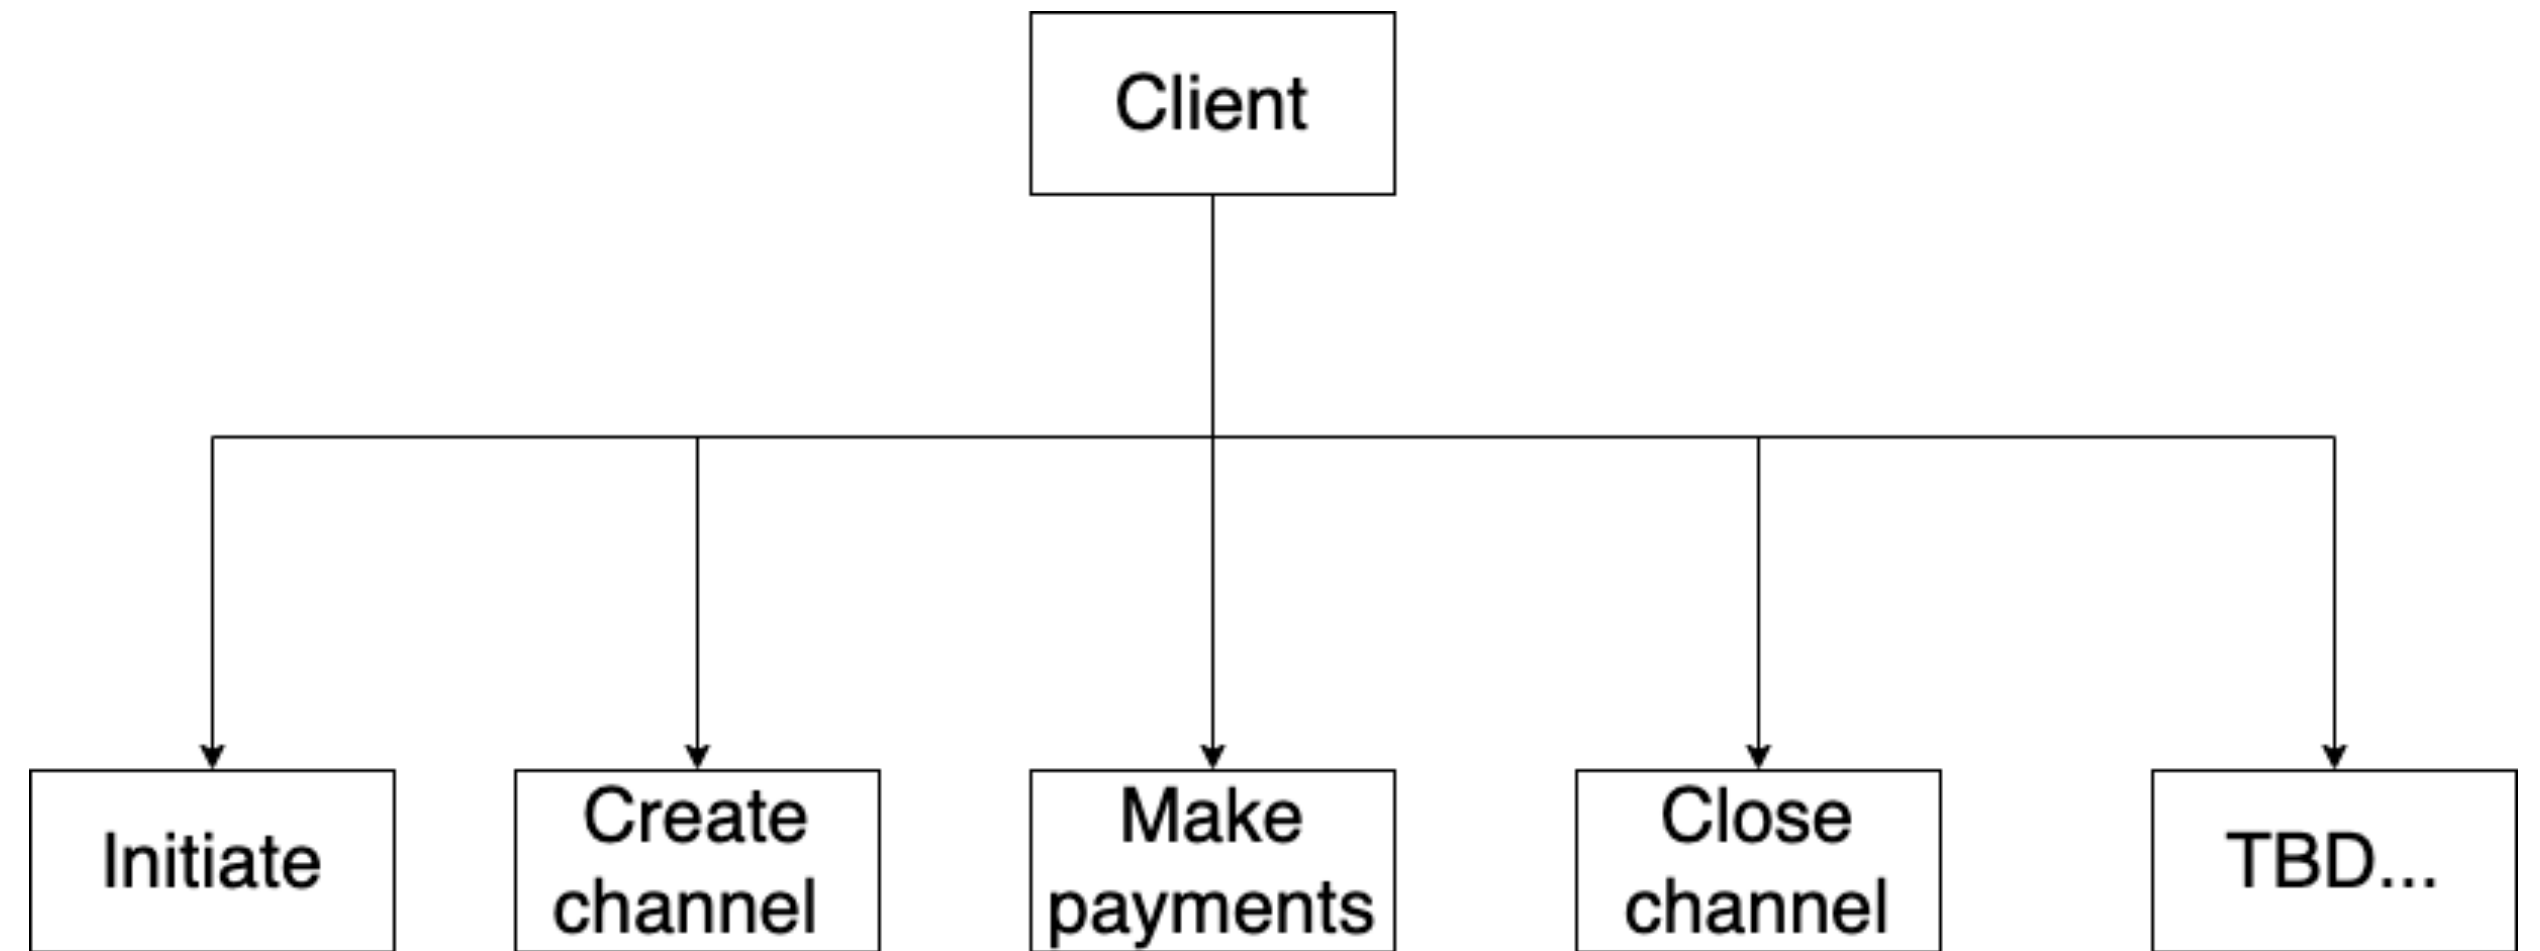 Client
Initiate
Create
channel
Make
payments
Close
channel
TBD...